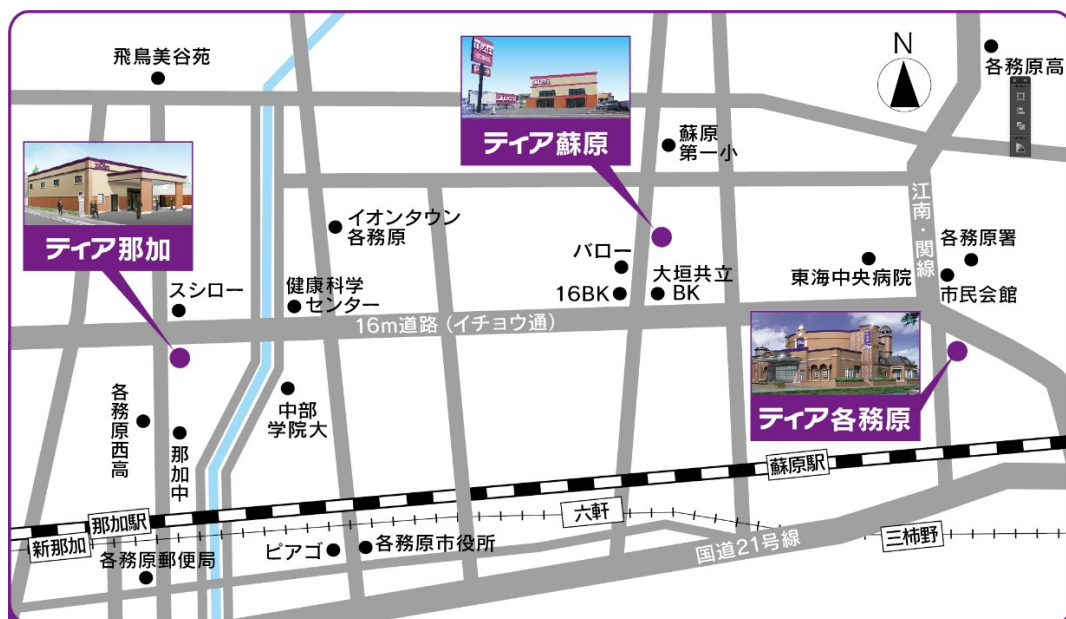 飛鳥美谷苑
N
各務原高
ティア蘇原
蘇原
第一小
ティア那加
イオンタウン
各務原
江南・関線
各務原署
バロー
大垣共立
BK
16BK
東海中央病院
市民会館
スシロー
健康科学
センター
16m道路(イチョウ通)
ティア各務原
各務原西高
那加中
中部
学院大
蘇原駅
那加駅
新那加
六軒
三柿野
各務原郵便局
ピアゴ
各務原市役所
国道21号線